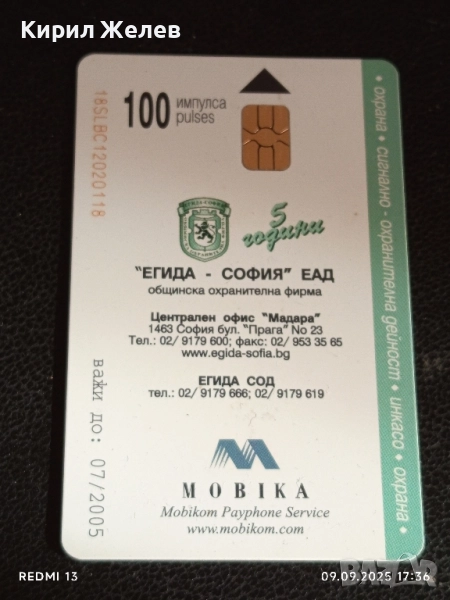 Кирил Желев
18SLBC12020118
100 импулса
pulses
ЕГИДА-СОФИЯ
5
години
"ЕГИДА - СОФИЯ" ЕАД
общинска охранителна фирма
Централен офис "Мадара"
1463 София бул. "Прага" No 23
Тел.: 02/ 9179 600; факс: 02/ 953 35 65
www.egida-sofia.bg
ЕГИДА СОД
тел.: 02/ 9179 666; 02/ 9179 619
MOBIKA
Mobikom Payphone Service
www.mobikom.com
важи до: 07/2005
• охрана • сигнално - охранителна дейност • инкасо • охрана •
REDMI 13
09.09.2025 17:36